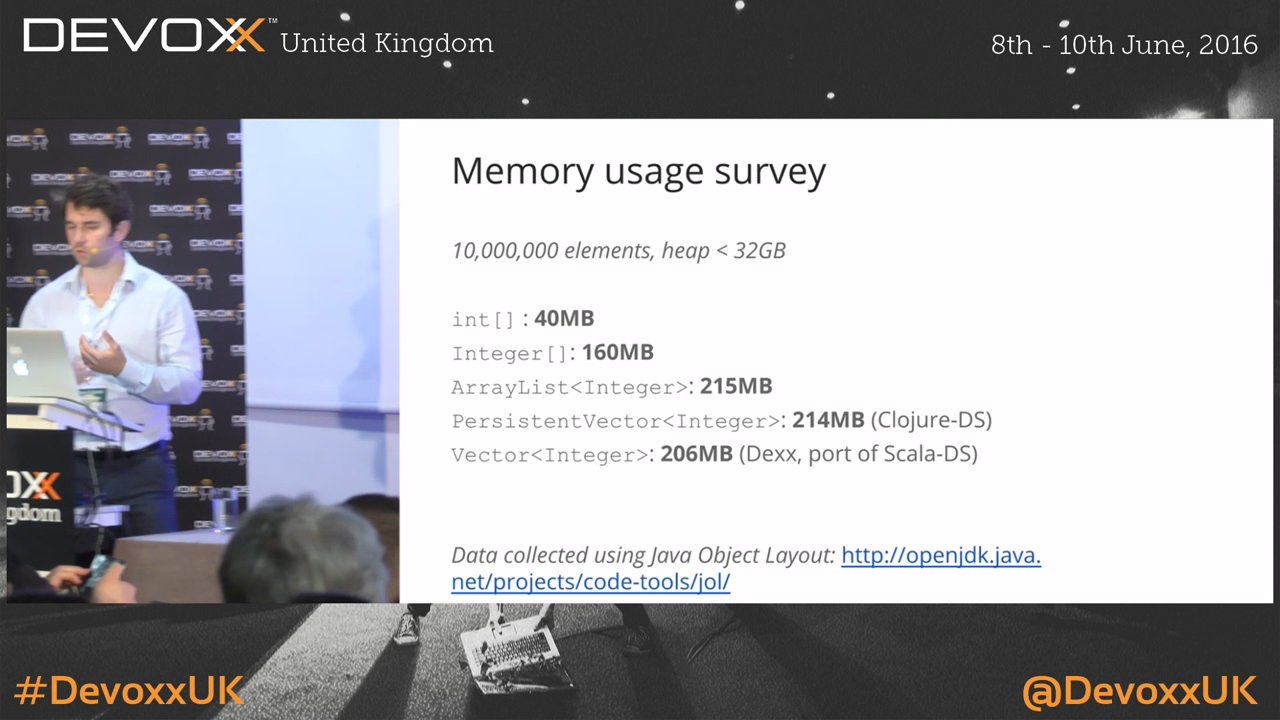 DEVOXX™ United Kingdom
8th - 10th June, 2016
Memory usage survey
10,000,000 elements, heap < 32GB
int[] : 40MB
Integer[]: 160MB
ArrayList<Integer>: 215MB
PersistentVector<Integer>: 214MB (Clojure-DS)
Vector<Integer>: 206MB (Dexx, port of Scala-DS)
Data collected using Java Object Layout: http://openjdk.java.
net/projects/code-tools/jol/
#DevoxxUK
@DevoxxUK